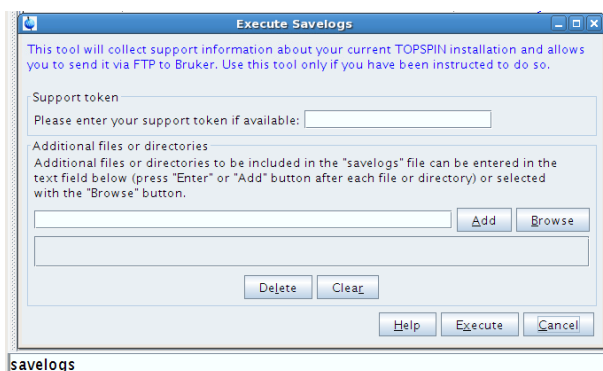 Execute Savelogs
This tool will collect support information about your current TOPSPIN installation and allows
you to send it via FTP to Bruker. Use this tool only if you have been instructed to do so.
Support token
Please enter your support token if available:
Additional files or directories
Additional files or directories to be included in the "savelogs" file can be entered in the
text field below (press "Enter" or "Add" button after each file or directory) or selected
with the "Browse" button.
Add Browse
Delete Clear
Help Execute Cancel
savelogs